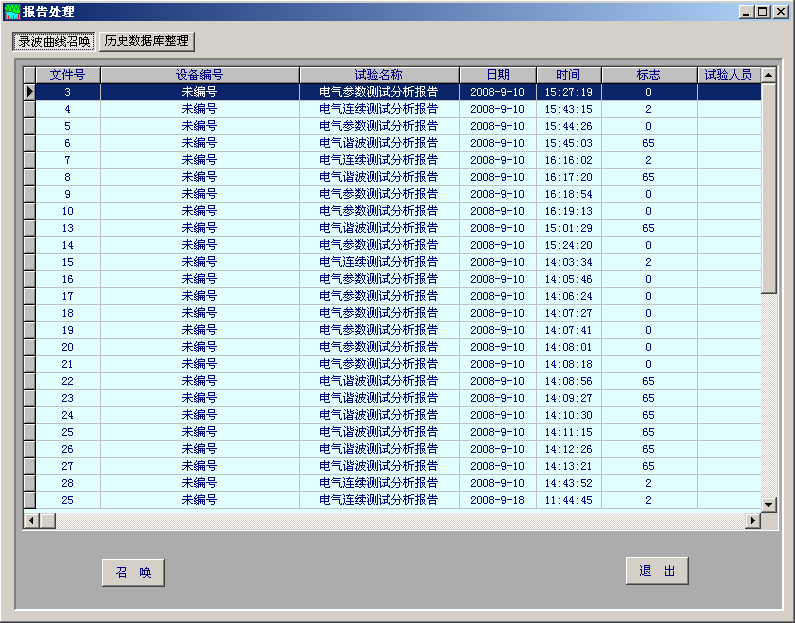 报告处理
录波曲线召唤 历史数据库整理
文件号 设备编号 试验名称 日期 时间 标志 试验人员
3 未编号 电气参数测试分析报告 2008-9-10 15:27:19 0
4 未编号 电气连续测试分析报告 2008-9-10 15:43:15 2
5 未编号 电气参数测试分析报告 2008-9-10 15:44:26 0
6 未编号 电气谐波测试分析报告 2008-9-10 15:45:03 65
7 未编号 电气连续测试分析报告 2008-9-10 16:16:02 2
8 未编号 电气谐波测试分析报告 2008-9-10 16:17:20 65
9 未编号 电气参数测试分析报告 2008-9-10 16:18:54 0
10 未编号 电气参数测试分析报告 2008-9-10 16:19:13 0
13 未编号 电气谐波测试分析报告 2008-9-10 15:01:29 65
14 未编号 电气参数测试分析报告 2008-9-10 15:24:20 0
15 未编号 电气连续测试分析报告 2008-9-10 14:03:34 2
16 未编号 电气参数测试分析报告 2008-9-10 14:05:46 0
17 未编号 电气参数测试分析报告 2008-9-10 14:06:24 0
18 未编号 电气参数测试分析报告 2008-9-10 14:07:27 0
19 未编号 电气参数测试分析报告 2008-9-10 14:07:41 0
20 未编号 电气参数测试分析报告 2008-9-10 14:08:01 0
21 未编号 电气参数测试分析报告 2008-9-10 14:08:18 0
22 未编号 电气谐波测试分析报告 2008-9-10 14:08:56 65
23 未编号 电气谐波测试分析报告 2008-9-10 14:09:27 65
24 未编号 电气谐波测试分析报告 2008-9-10 14:10:30 65
25 未编号 电气谐波测试分析报告 2008-9-10 14:11:15 65
26 未编号 电气谐波测试分析报告 2008-9-10 14:12:26 65
27 未编号 电气谐波测试分析报告 2008-9-10 14:13:21 65
28 未编号 电气连续测试分析报告 2008-9-10 14:43:52 2
25 未编号 电气连续测试分析报告 2008-9-18 11:44:45 2
召 唤 退 出